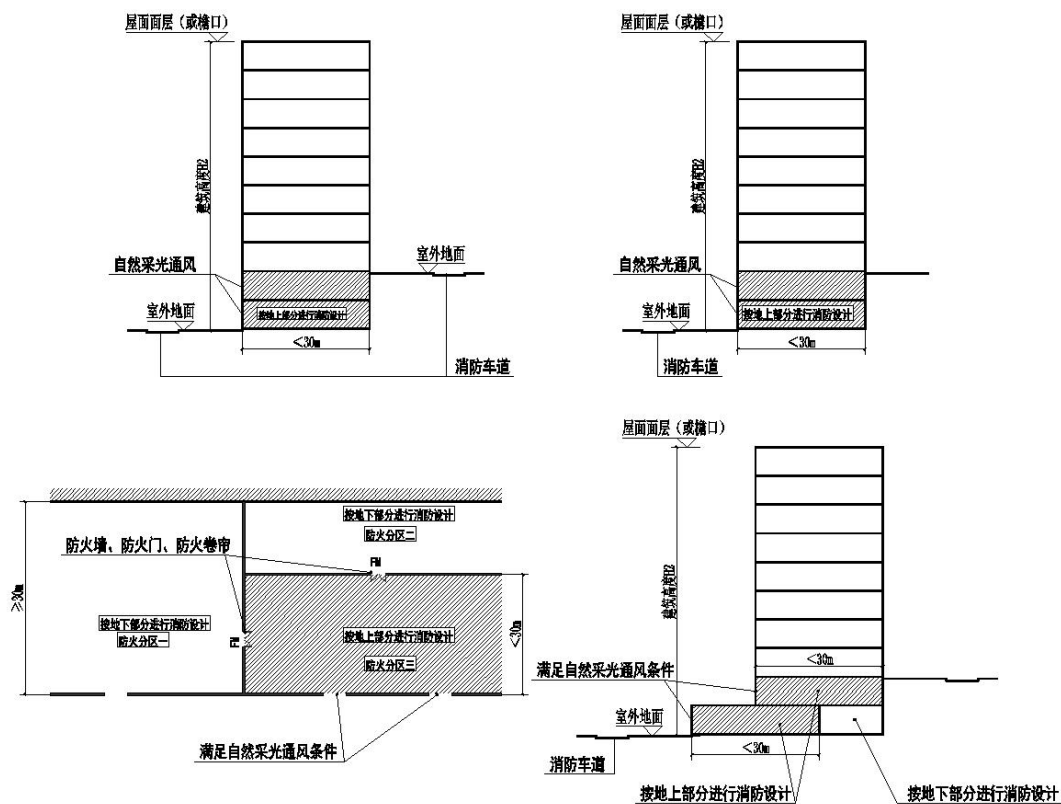 屋面面层（或檐口）
建筑高度H2
室外地面
自然采光通风
室外地面
按地上部分进行消防设计
<30m
消防车道
屋面面层（或檐口）
建筑高度H2
自然采光通风
室外地面
按地上部分进行消防设计
<30m
消防车道
按地下部分进行消防设计
防火分区二
防火墙、防火门、防火卷帘
FM
≥30m
按地下部分进行消防设计
防火分区一
FM
按地上部分进行消防设计
防火分区三
<30m
满足自然采光通风条件
屋面面层（或檐口）
建筑高度H2
<30m
满足自然采光通风条件
室外地面
<30m
消防车道
按地上部分进行消防设计
按地下部分进行消防设计